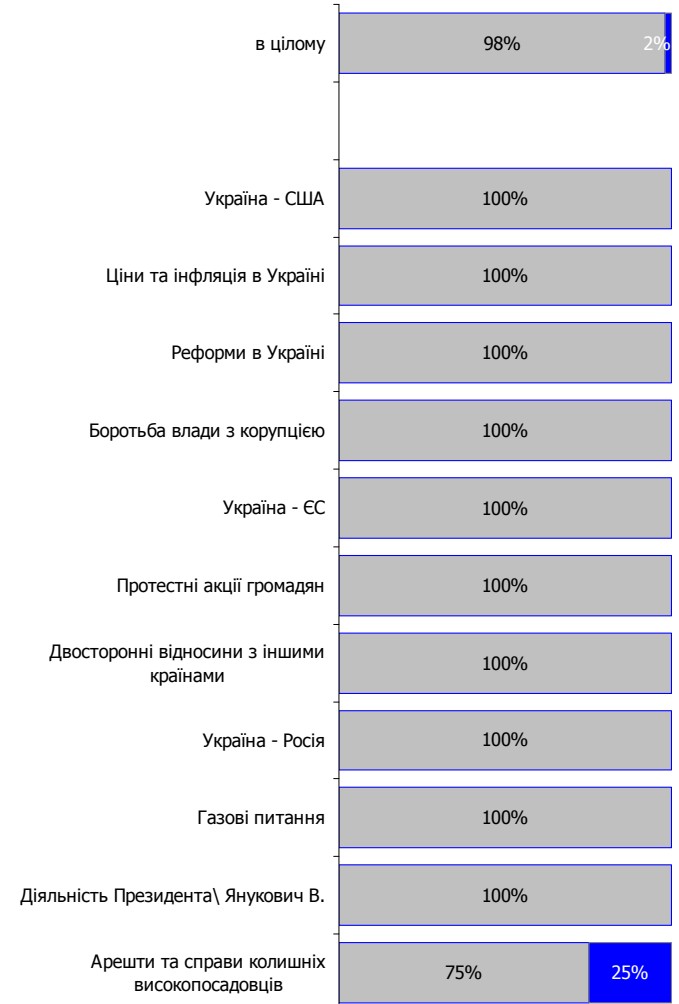 в цілому
98%
2%
Україна - США
100%
Ціни та інфляція в Україні
100%
Реформи в Україні
100%
Боротьба влади з корупцією
100%
Україна - ЄС
100%
Протестні акції громадян
100%
Двосторонні відносини з іншими
країнами
100%
Україна - Росія
100%
Газові питання
100%
Діяльність Президента\ Янукович В.
100%
Арешти та справи колишніх
високопосадовців
75%
25%